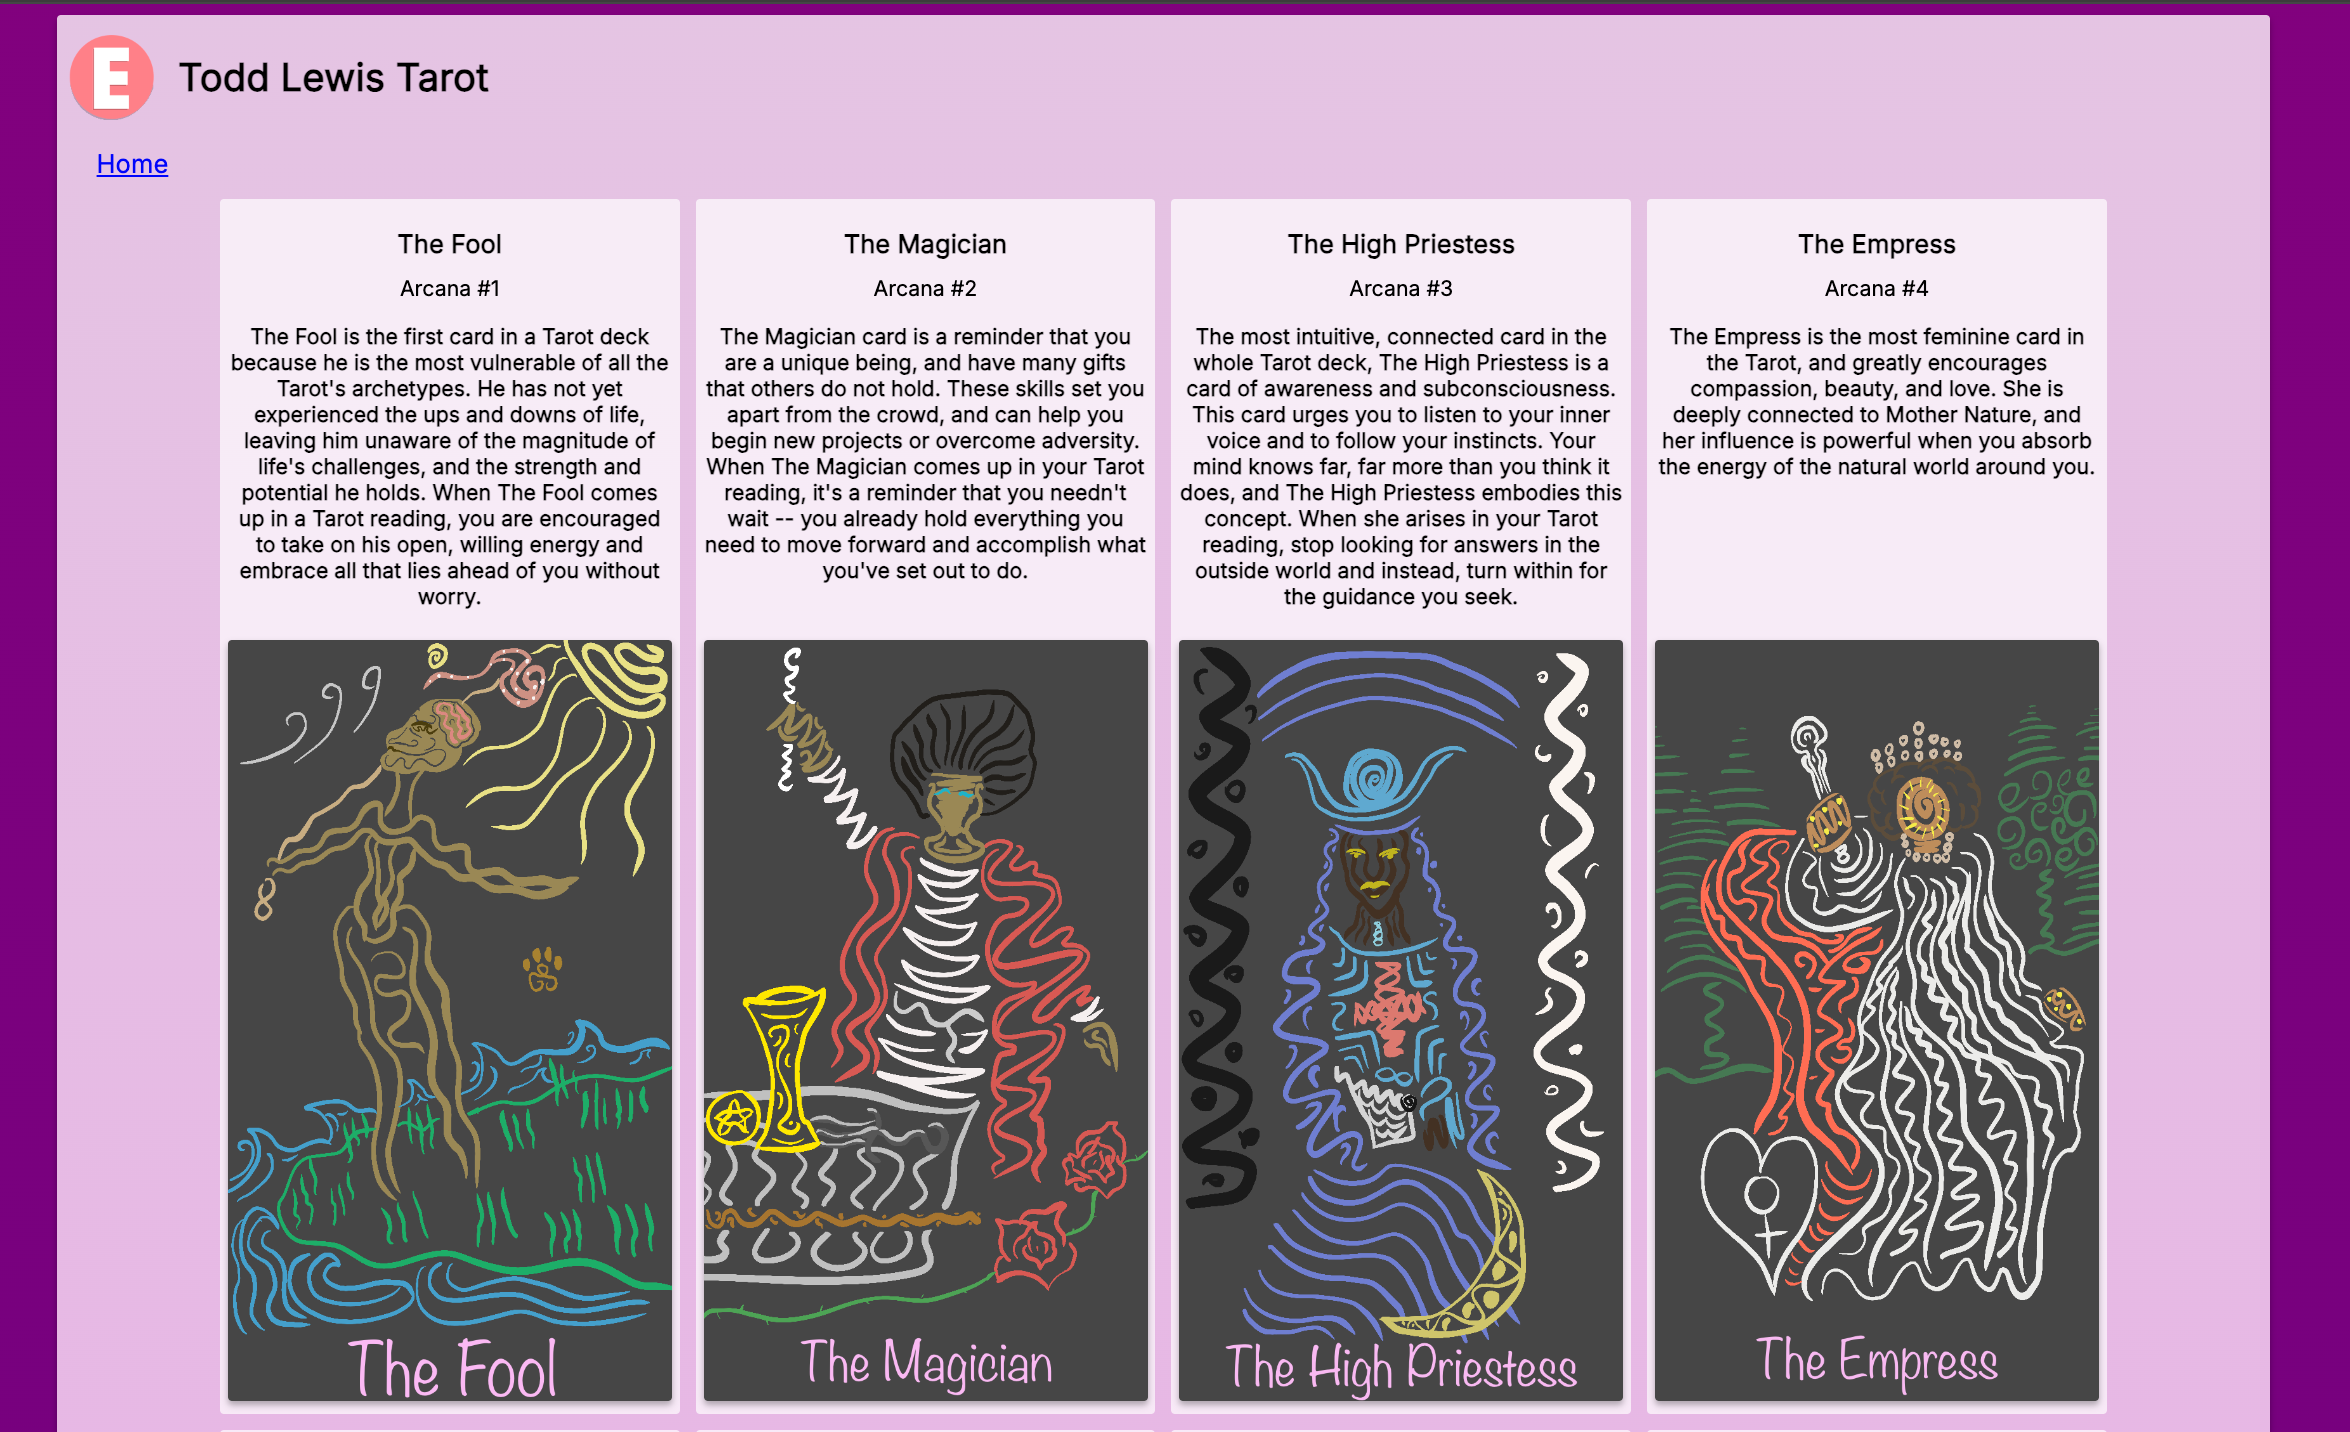 E
Todd Lewis Tarot
Home
The Fool
Arcana #1
The Fool is the first card in a Tarot deck
because he is the most vulnerable of all the
Tarot's archetypes. He has not yet
experienced the ups and downs of life,
leaving him unaware of the magnitude of
life's challenges, and the strength and
potential he holds. When The Fool comes
up in a Tarot reading, you are encouraged
to take on his open, willing energy and
embrace all that lies ahead of you without
worry.
The Fool
The Magician
Arcana #2
The Magician card is a reminder that you
are a unique being, and have many gifts
that others do not hold. These skills set you
apart from the crowd, and can help you
begin new projects or overcome adversity.
When The Magician comes up in your Tarot
reading, it's a reminder that you needn't
wait -- you already hold everything you
need to move forward and accomplish what
you've set out to do.
The Magician
The High Priestess
Arcana #3
The most intuitive, connected card in the
whole Tarot deck, The High Priestess is a
card of awareness and subconsciousness.
This card urges you to listen to your inner
voice and to follow your instincts. Your
mind knows far, far more than you think it
does, and The High Priestess embodies this
concept. When she arises in your Tarot
reading, stop looking for answers in the
outside world and instead, turn within for
the guidance you seek.
The High Priestess
The Empress
Arcana #4
The Empress is the most feminine card in
the Tarot, and greatly encourages
compassion, beauty, and love. She is
deeply connected to Mother Nature, and
her influence is powerful when you absorb
the energy of the natural world around you.
The Empress